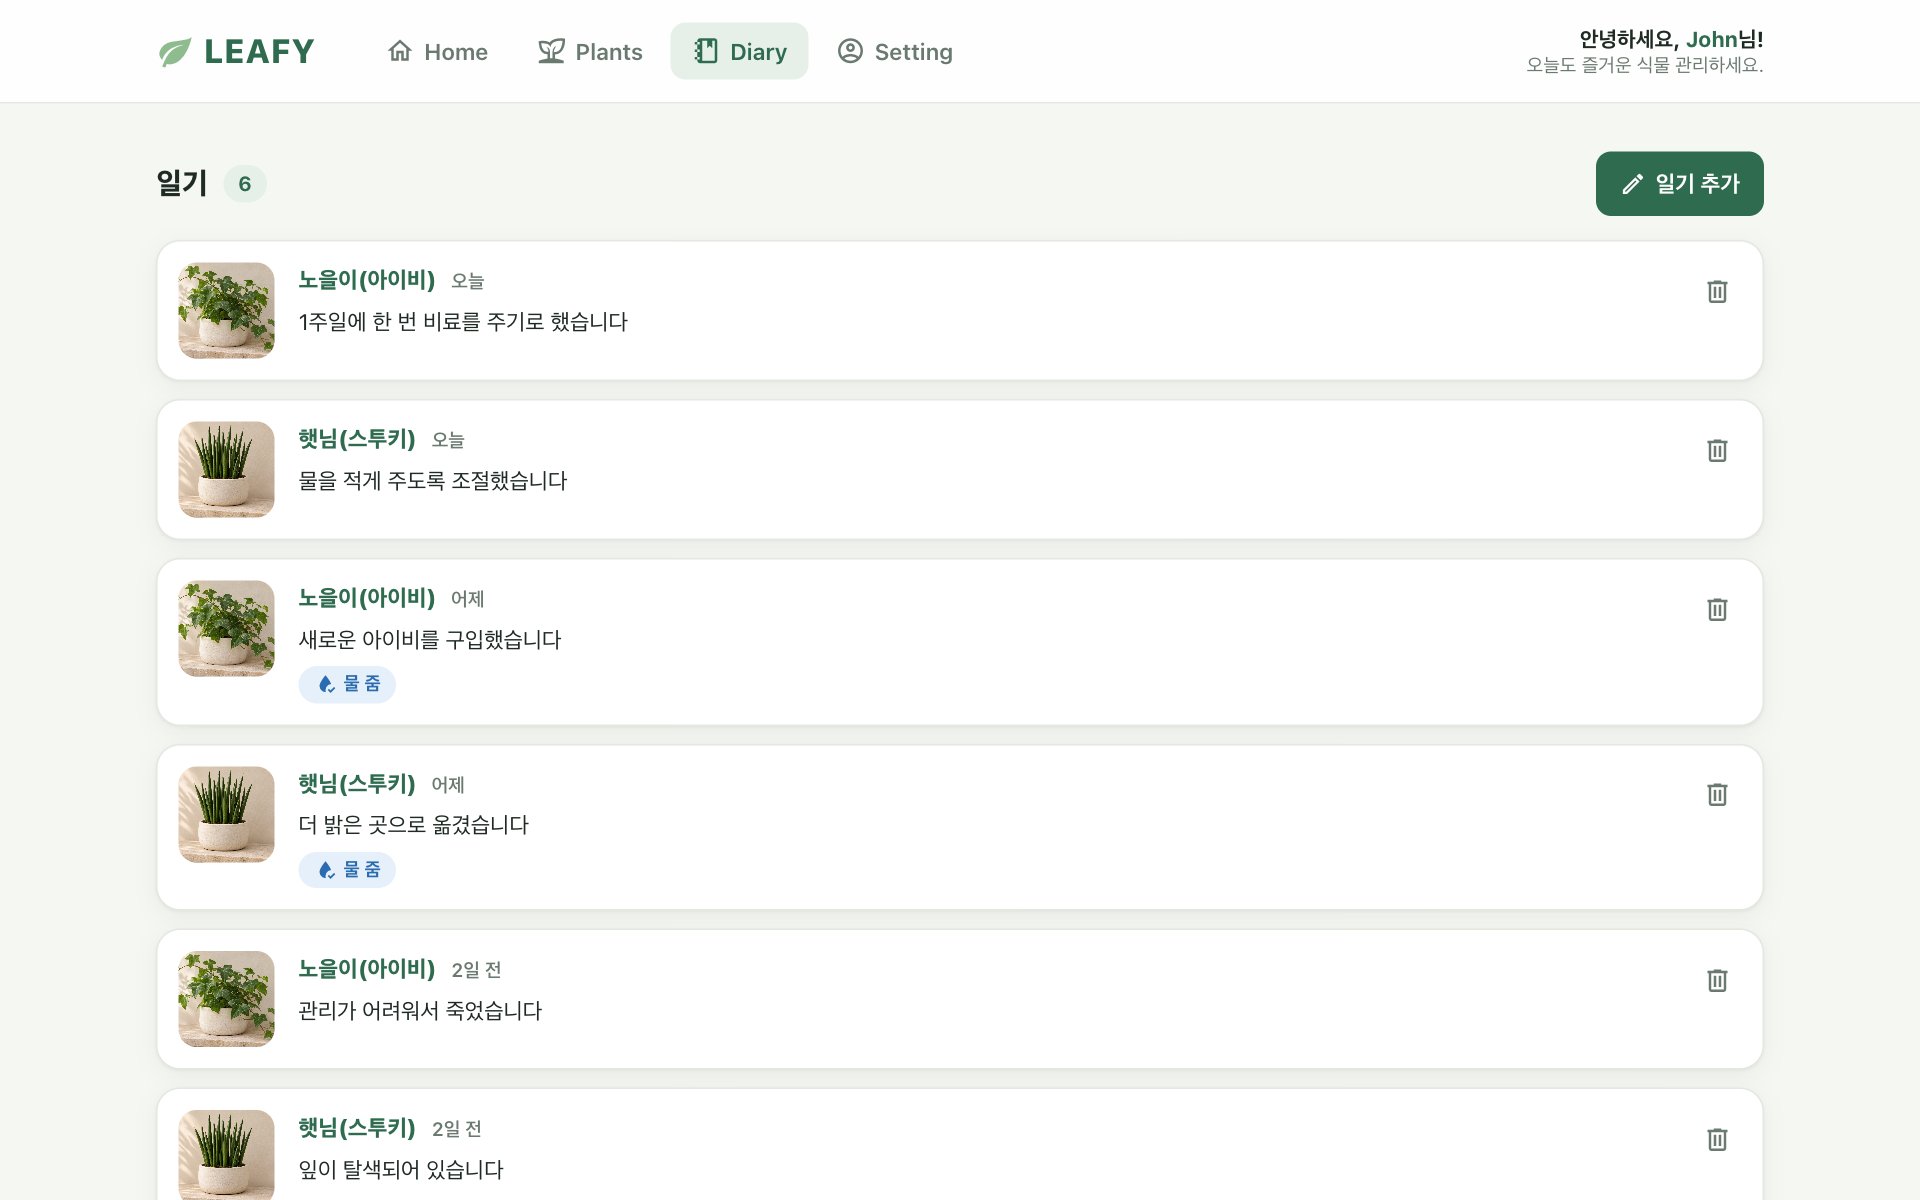 LEAFY
Home
Plants
Diary
Setting
안녕하세요, John님!
오늘도 즐거운 식물 관리하세요.
일기 6
일기 추가
노을이(아이비) 오늘
1주일에 한 번 비료를 주기로 했습니다
햇님(스투키) 오늘
물을 적게 주도록 조절했습니다
노을이(아이비) 어제
새로운 아이비를 구입했습니다
물 줌
햇님(스투키) 어제
더 밝은 곳으로 옮겼습니다
물 줌
노을이(아이비) 2일 전
관리가 어려워서 죽었습니다
햇님(스투키) 2일 전
잎이 탈색되어 있습니다